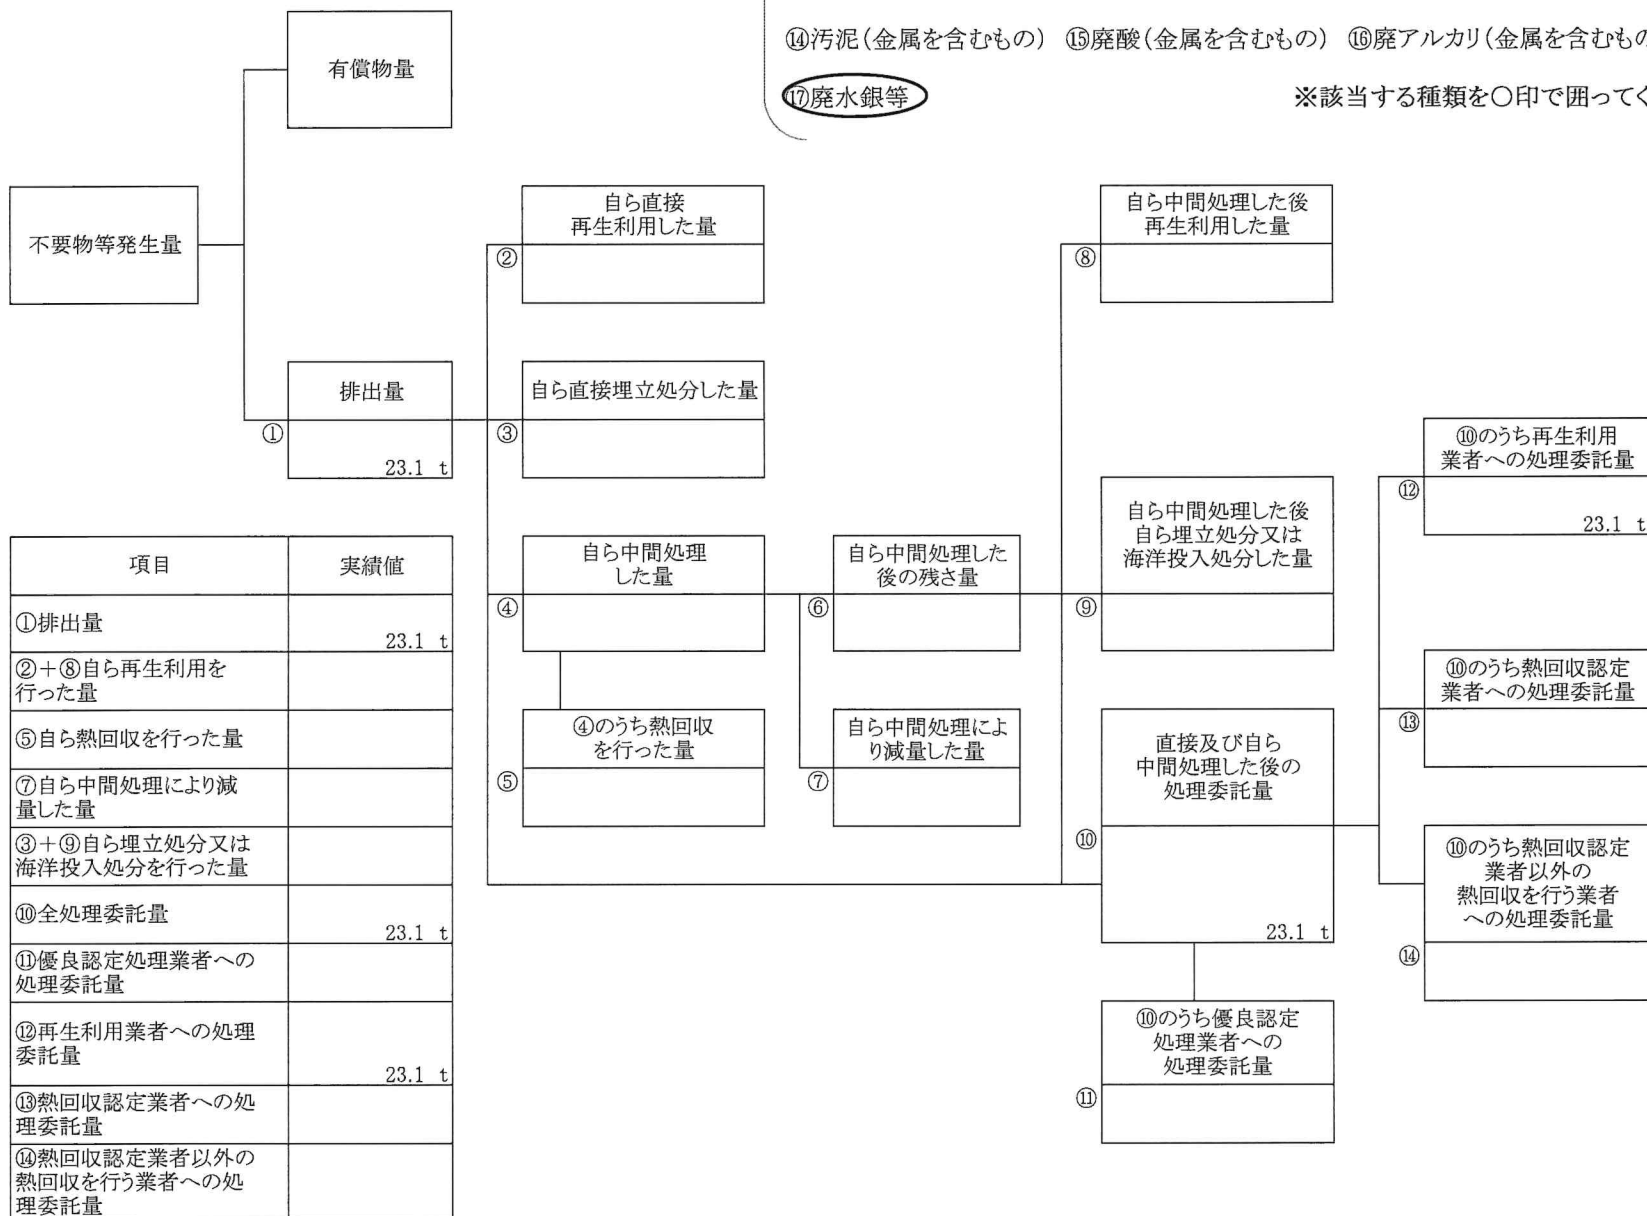 ⑭汚泥(金属を含むもの) ⑮廃酸(金属を含むもの) ⑯廃アルカリ(金属を含むもの
⑰廃水銀等
※該当する種類を○印で囲ってく
有償物量
不要物等発生量
自ら直接
再生利用した量
②
自ら中間処理した後
再生利用した量
⑧
排出量
①
23.1 t
自ら直接埋立処分した量
③
⑩のうち再生利用
業者への処理委託量
⑫
23.1 t
自ら中間処理
した量
④
自ら中間処理した
後の残さ量
⑥
自ら中間処理した後
自ら埋立処分又は
海洋投入処分した量
⑨
⑩のうち熱回収認定
業者への処理委託量
⑬
④のうち熱回収
を行った量
⑤
自ら中間処理によ
り減量した量
⑦
直接及び自ら
中間処理した後の
処理委託量
⑩
23.1 t
⑩のうち熱回収認定
業者以外の
熱回収を行う業者
への処理委託量
⑭
⑩のうち優良認定
処理業者への
処理委託量
⑪
項目 実績値
①排出量
23.1 t
②+⑧自ら再生利用を
行った量
⑤自ら熱回収を行った量
⑦自ら中間処理により減
量した量
③+⑨自ら埋立処分又は
海洋投入処分を行った量
⑩全処理委託量
23.1 t
⑪優良認定処理業者への
処理委託量
⑫再生利用業者への処理
委託量
23.1 t
⑬熱回収認定業者への処
理委託量
⑭熱回収認定業者以外の
熱回収を行う業者への処
理委託量